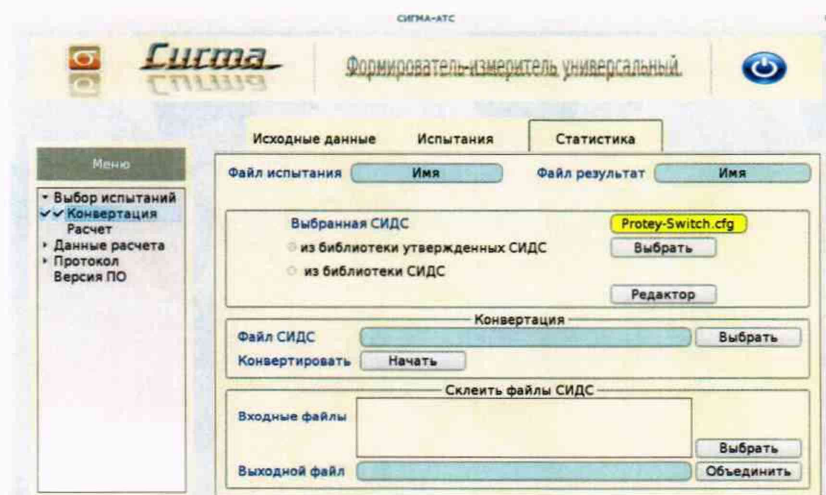 СИГМА-АТС
Сигма
Формирователь-измеритель универсальный
Исходные данные
Испытания
Статистика
Меню
Выбор испытаний
Конвертация
Расчет
Данные расчета
Протокол
Версия ПО
Файл испытания
Имя
Файл результат
Имя
Выбранная СИДС
Protey-Switch.cfg
из библиотеки утвержденных СИДС
Выбрать
из библиотеки СИДС
Редактор
Конвертация
Файл СИДС
Выбрать
Конвертировать
Начать
Склеить файлы СИДС
Входные файлы
Выбрать
Выходной файл
Объединить